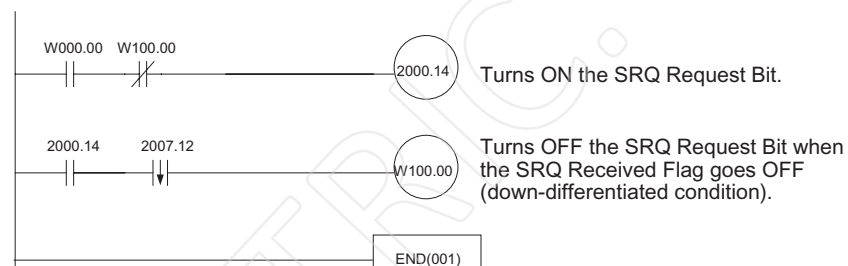 W000.00 W100.00
2000.14
Turns ON the SRQ Request Bit.
2000.14 2007.12
W100.00
Turns OFF the SRQ Request Bit when
the SRQ Received Flag goes OFF
(down-differentiated condition).
END(001)
TRIC.